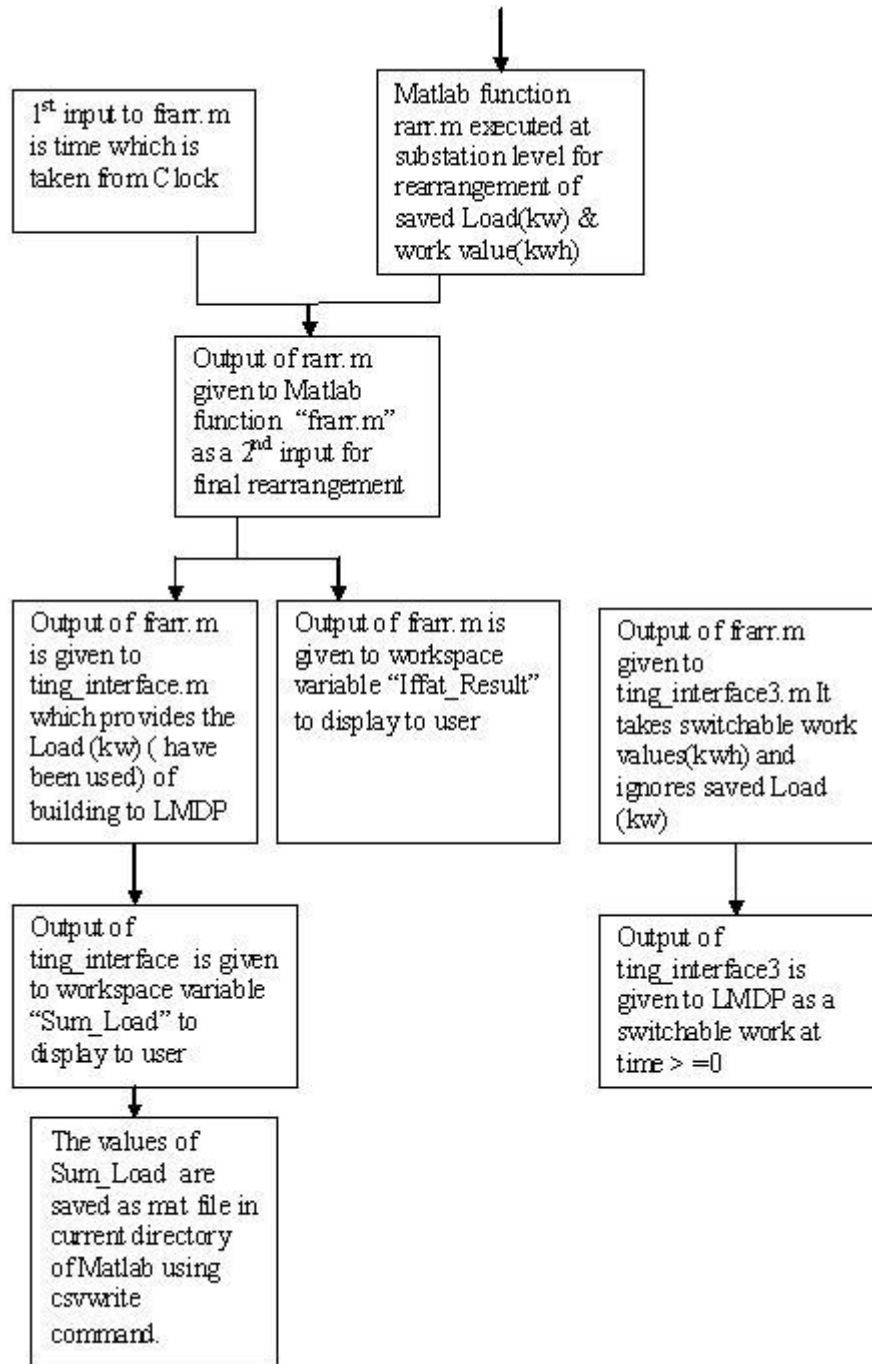 1st input to frarr.m
is time which is
taken from Clock
Matlab function
rarr.m executed at
substation level for
rearrangement of
saved Load(kw) &
work value(kwh)
Output of rarr.m
given to Matlab
function “frarr.m”
as a 2nd input for
final rearrangement
Output of frarr.m
is given to
ting_interface.m
which provides the
Load (kw) ( have
been used) of
building to LMDP
Output of frarr.m is
given to workspace
variable “Iffat_Result”
to display to user
Output of frarr.m
given to
ting_interface3.m It
takes switchable work
values(kwh) and
ignores saved Load
(kw)
Output of
ting_interface is given
to workspace variable
“Sum_Load” to
display to user
Output of
ting_interface3 is
given to LMDP as a
switchable work at
time > =0
The values of
Sum_Load are
saved as mat file in
current directory
of Matlab using
csvwrite
command.